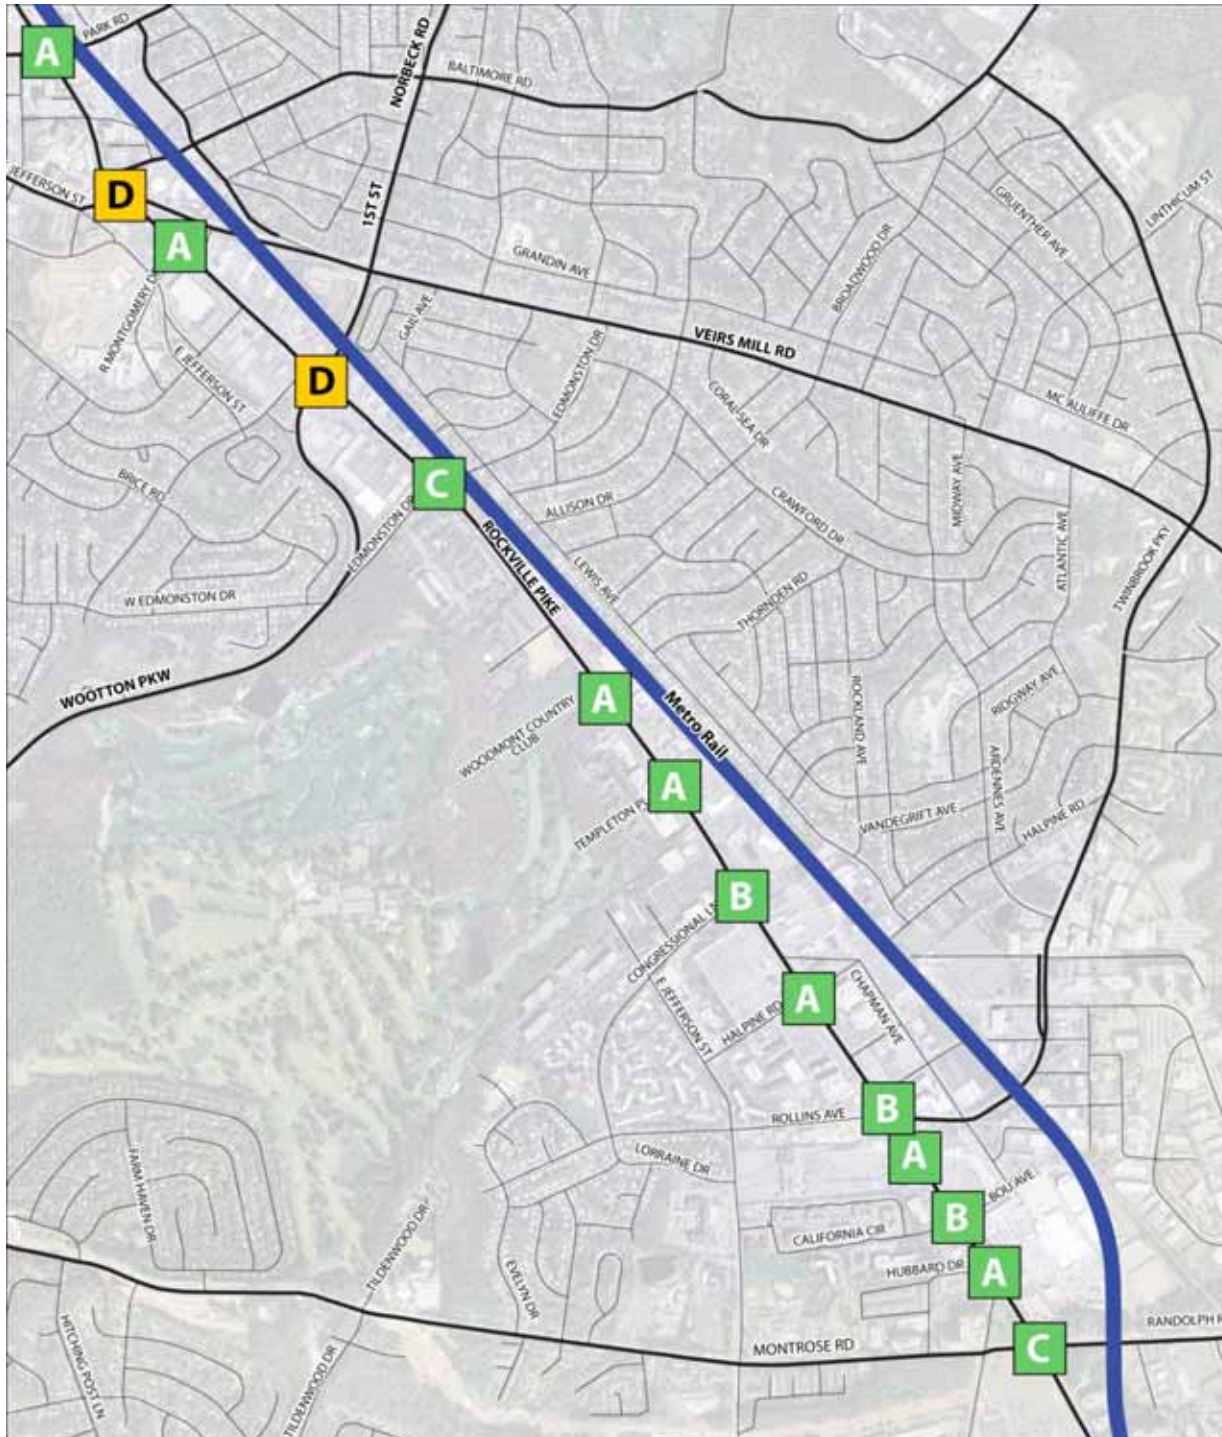 PARK RD
A
NORBECK RD
BALTIMORE RD
JEFFERSON ST
D
1ST ST
GRUENTHER AVE
LINTHICUM ST
A
GRANDIN AVE
BROADWOOD DR
R MONTGOMERY
GAIL AVE
VEIRS MILL RD
E JEFFERSON ST
D
EDMONSTON DR
CORAL SEA DR
MC AULIFFE DR
BRICE RD
C
EDMONSTON DR
ALLISON DR
CRAWFORD DR
MIDWAY AVE
ATLANTIC AVE
TWINBROOK PKY
ROCKVILLE PIKE
LEWIS AVE
THORNDEN RD
W EDMONSTON DR
WOOTTON PKW
A
Metro Rail
WOODMONT COUNTRY
CLUB
ROCKLAND AVE
RIDGWAY AVE
ARDENNES AVE
A
TEMPLETON
VANDEGRIFT AVE
HALPINE RD
B
CONGRESSIONAL LN
E JEFFERSON ST
HALPINE RD
A
CHAPMAN AVE
ROLLINS AVE
B
LORRAINE DR
A
FARM HAVEN DR
TILDENWOOD DR
BOU AVE
B
CALIFORNIA CIR
EVELYN DR
HUBBARD DR
A
HITCHING POST LN
TILDENWOOD DR
MONTROSE RD
C
RANDOLPH